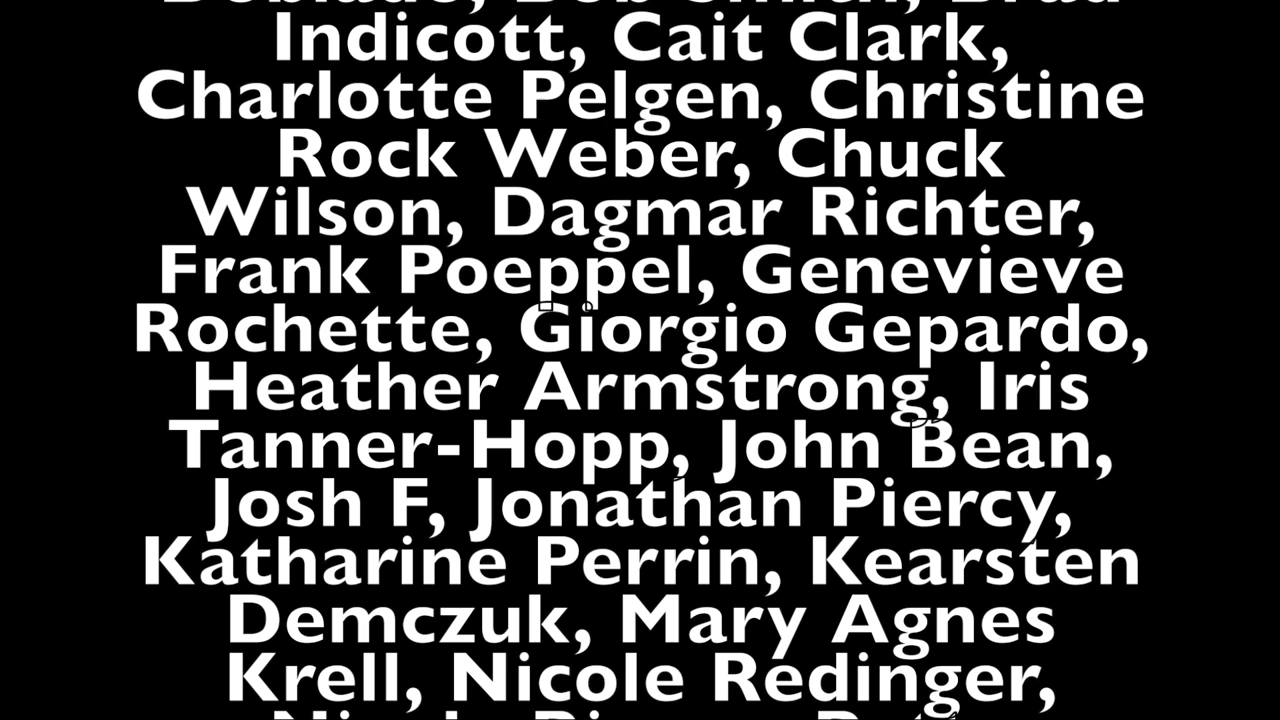 Indicott, Cait Clark,
Charlotte Pelgen, Christine
Rock Weber, Chuck
Wilson, Dagmar Richter,
Frank Poeppel, Genevieve
Rochette, Giorgio Gepardo,
Heather Armstrong, Iris
Tanner-Hopp, John Bean,
Josh F, Jonathan Piercy,
Katharine Perrin, Kearsten
Demczuk, Mary Agnes
Krell, Nicole Redinger,